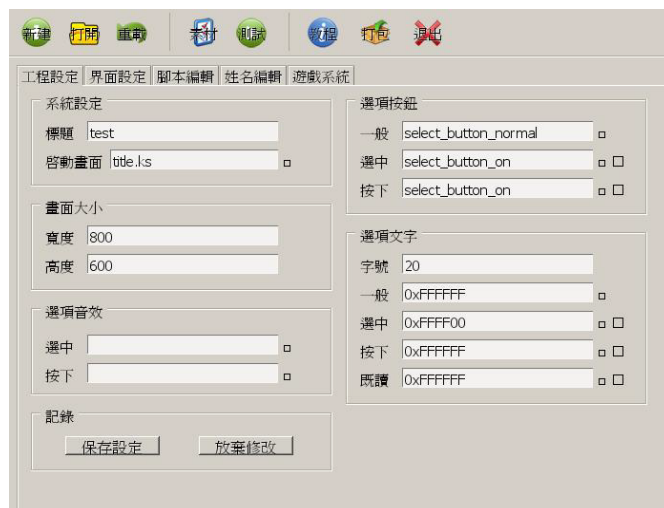 新建 打開 重載 素材 測試 教程 打包 退出
工程設定 界面設定 腳本編輯 姓名編輯 遊戲系統
系統設定
標題 test
啓動畫面 title.ks
畫面大小
寬度 800
高度 600
選項音效
選中
按下
記錄
保存設定 放棄修改
選項按鈕
一般 select_button_normal
選中 select_button_on
按下 select_button_on
選項文字
字號 20
一般 0xFFFFFF
選中 0xFFFF00
按下 0xFFFFFF
既讀 0xFFFFFF